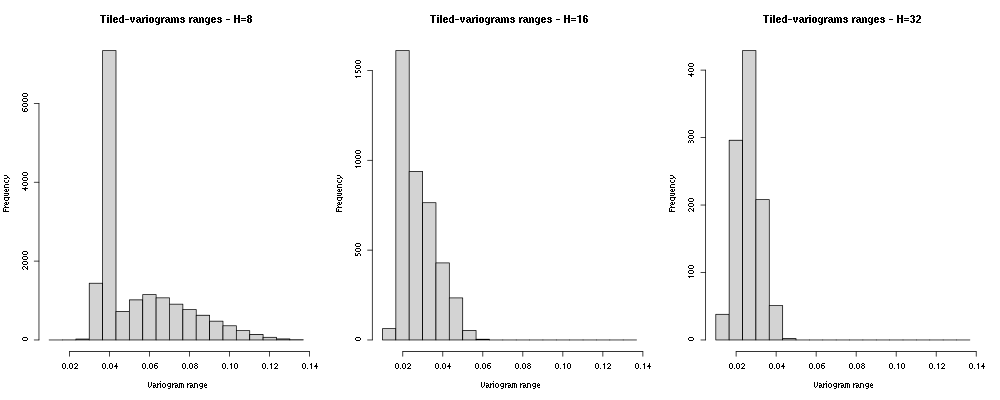 Tiled-variograms ranges - H=8
Frequency
0
2000
4000
6000
0.02 0.04 0.06 0.08 0.10 0.12 0.14
Variogram range
Tiled-variograms ranges - H=16
Frequency
0
500
1000
1500
0.02 0.04 0.06 0.08 0.10 0.12 0.14
Variogram range
Tiled-variograms ranges - H=32
Frequency
0
100
200
300
400
0.02 0.04 0.06 0.08 0.10 0.12 0.14
Variogram range